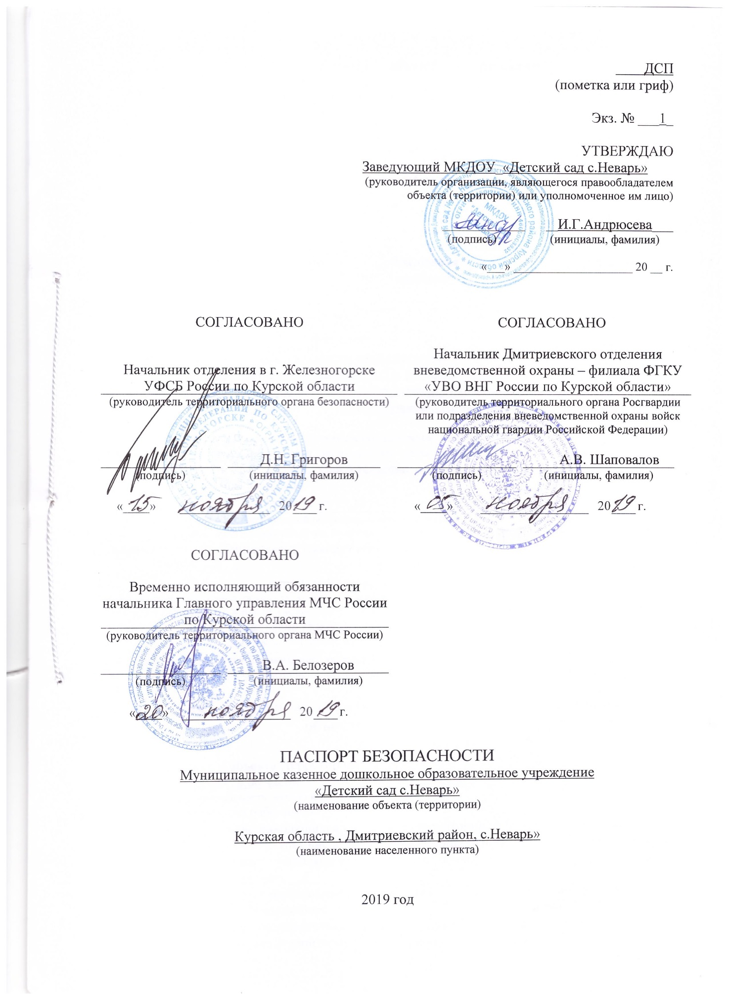 ДСП
(пометка или гриф)
Экз. № 1
УТВЕРЖДАЮ
Заведующий МКДОУ «Детский сад с.Неварь»
(руководитель организации, являющегося правообладателем
объекта (территории) или уполномоченное им лицо)
И.Г.Андрюсева
(подпись) (инициалы, фамилия)
«___» ____________ 20 __ г.
СОГЛАСОВАНО
Начальник отделения в г. Железногорске
УФСБ России по Курской области
(руководитель территориального органа безопасности)
Д.Н. Григоров
(подпись) (инициалы, фамилия)
«15» ноября 2019 г.
СОГЛАСОВАНО
Начальник Дмитриевского отделения
вневедомственной охраны – филиала ФГКУ
«УВО ВНГ России по Курской области»
(руководитель территориального органа Росгвардии
или подразделения вневедомственной охраны войск
национальной гвардии Российской Федерации)
А.В. Шаповалов
(подпись) (инициалы, фамилия)
«05» ноября 2019 г.
СОГЛАСОВАНО
Временно исполняющий обязанности
начальника Главного управления МЧС России
по Курской области
(руководитель территориального органа МЧС России)
В.А. Белозеров
(подпись) (инициалы, фамилия)
«20» ноября 2019 г.
ПАСПОРТ БЕЗОПАСНОСТИ
Муниципальное казенное дошкольное образовательное учреждение
«Детский сад с.Неварь»
(наименование объекта (территории)
Курская область , Дмитриевский район, с.Неварь»
(наименование населенного пункта)
2019 год